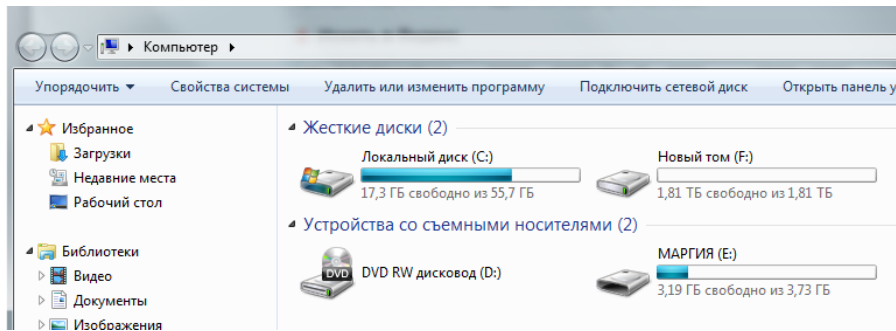 Компьютер
Упорядочить Свойства системы Удалить или изменить программу Подключить сетевой диск Открыть панель у
Избранное
Загрузки
Недавние места
Рабочий стол
Библиотеки
Видео
Документы
Изображения
Жесткие диски (2)
Локальный диск (C:)
17,3 ГБ свободно из 55,7 ГБ
Новый том (F:)
1,81 ТБ свободно из 1,81 ТБ
Устройства со съемными носителями (2)
DVD
DVD RW дисковод (D:)
МАРГИЯ (E:)
3,19 ГБ свободно из 3,73 ГБ